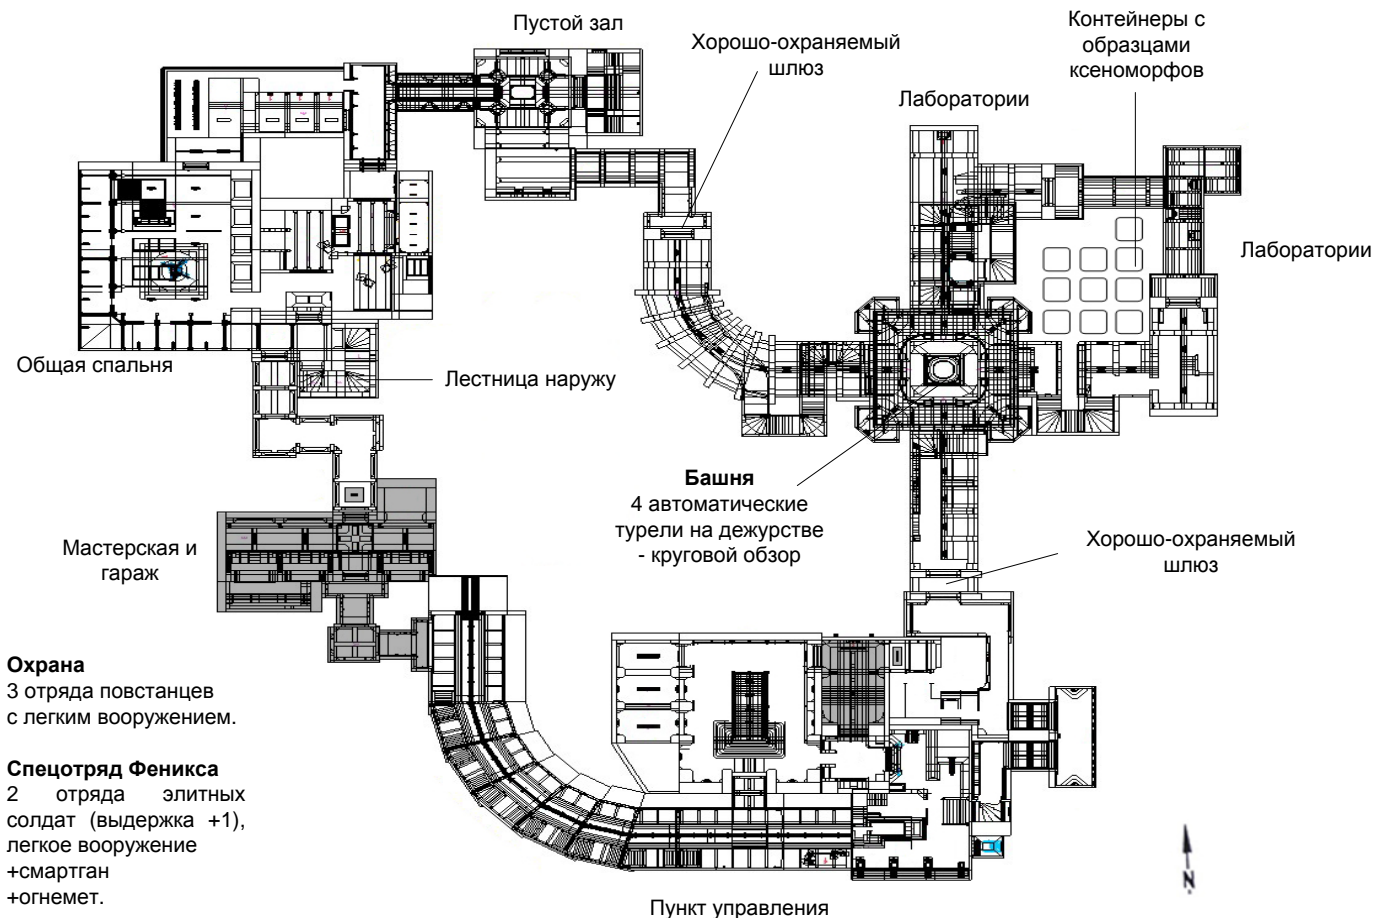 Пустой зал
Хорошо-охраняемый
шлюз
Контейнеры с
образцами
ксеноморфов
Лаборатории
Лаборатории
Общая спальня
Лестница наружу
Башня
4 автоматические
турели на дежурстве
- круговой обзор
Мастерская и
гараж
Хорошо-охраняемый
шлюз
Охрана
3 отряда повстанцев
с легким вооружением.
Спецотряд Феникса
2 отряда элитных
солдат (выдержка +1),
легкое вооружение
+смартган
+огнемет.
Пункт управления
N